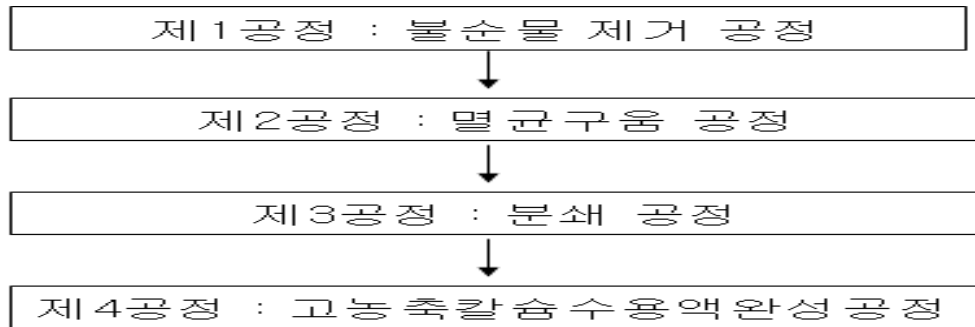 제1공정 : 불순물 제거 공정
제2공정 : 멸균구움 공정
제3공정 : 분쇄 공정
제4공정 : 고농축칼슘수용액완성공정